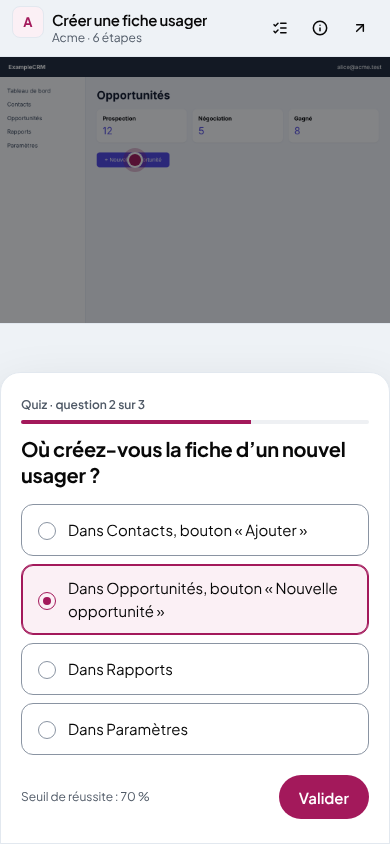 A
Créer une fiche usager
Acme · 6 étapes
ExampleCRM
alice@acme.test
Tableau de bord
Contacts
Opportunités
Rapports
Paramètres
Opportunités
Prospection
Négociation
Gagné
12
5
8
Quiz · question 2 sur 3
Où créez-vous la fiche d’un nouvel
usager ?
Dans Contacts, bouton « Ajouter »
Dans Opportunités, bouton « Nouvelle
opportunité »
Dans Rapports
Dans Paramètres
Seuil de réussite : 70 %
Valider